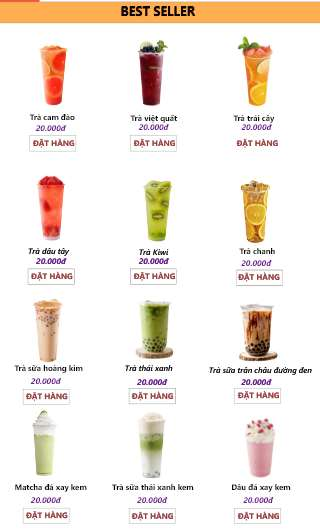 BEST SELLER
Trà cam đào
Trà việt quất
Trà trái cây
20.000đ
20.000đ
20.000đ
ĐẶT HÀNG
ĐẶT HÀNG
ĐẶT HÀNG
Trà dâu tây
Trà Kiwi
Trà chanh
20.000đ
20.000đ
20.000đ
ĐẶT HÀNG
ĐẶT HÀNG
ĐẶT HÀNG
Trà sữa hoàng kim
Trà thái xanh
Trà sữa trân châu đường đen
20.000đ
20.000đ
20.000đ
ĐẶT HÀNG
ĐẶT HÀNG
ĐẶT HÀNG
Matcha đá xay kem
Trà sữa thái xanh kem
Dâu đá xay kem
20.000đ
20.000đ
20.000đ
ĐẶT HÀNG
ĐẶT HÀNG
ĐẶT HÀNG